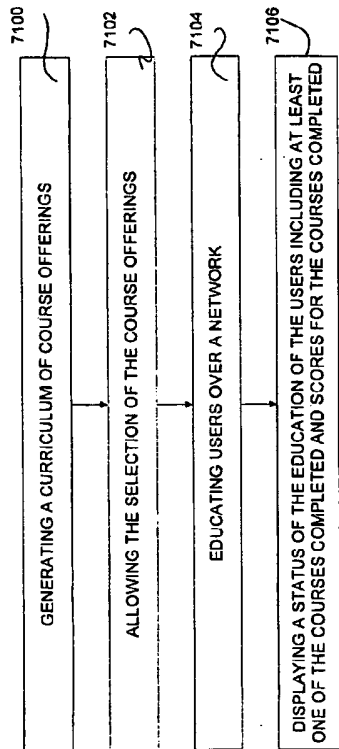 7100
GENERATING A CURRICULUM OF COURSE OFFERINGS
7102
ALLOWING THE SELECTION OF THE COURSE OFFERINGS
7104
EDUCATING USERS OVER A NETWORK
7106
DISPLAYING A STATUS OF THE EDUCATION OF THE USERS INCLUDING AT LEAST
ONE OF THE COURSES COMPLETED AND SCORES FOR THE COURSES COMPLETED